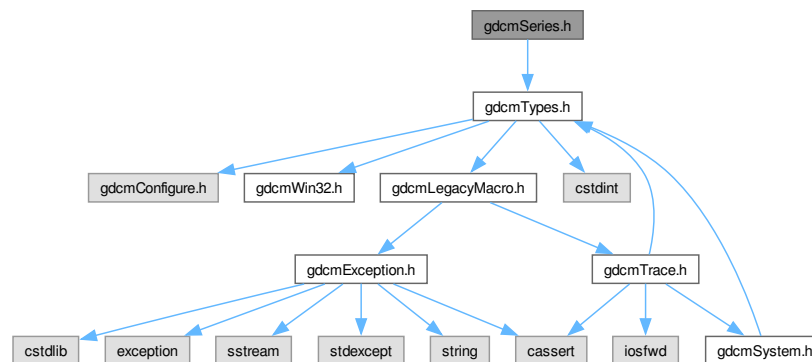 gdcmSeries.h
gdcmTypes.h
gdcmConfigure.h
gdcmWin32.h
gdcmLegacyMacro.h
cstdint
gdcmException.h
gdcmTrace.h
cstdlib
exception
sstream
stdexcept
string
cassert
iosfwd
gdcmSystem.h